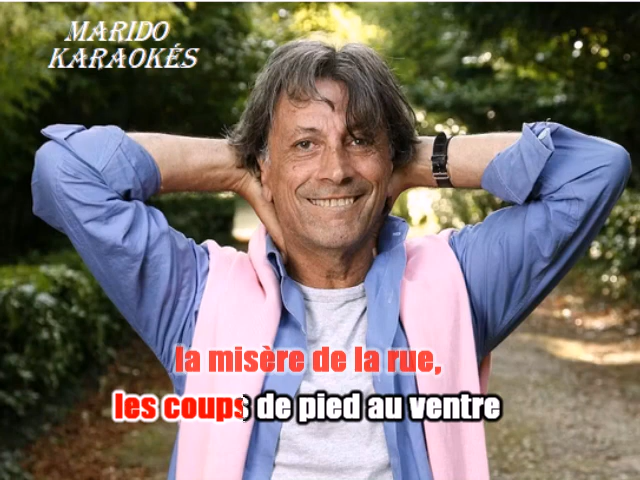 MARIDO
KARAOKÉS
la misère de la rue,
les coups de pied au ventre